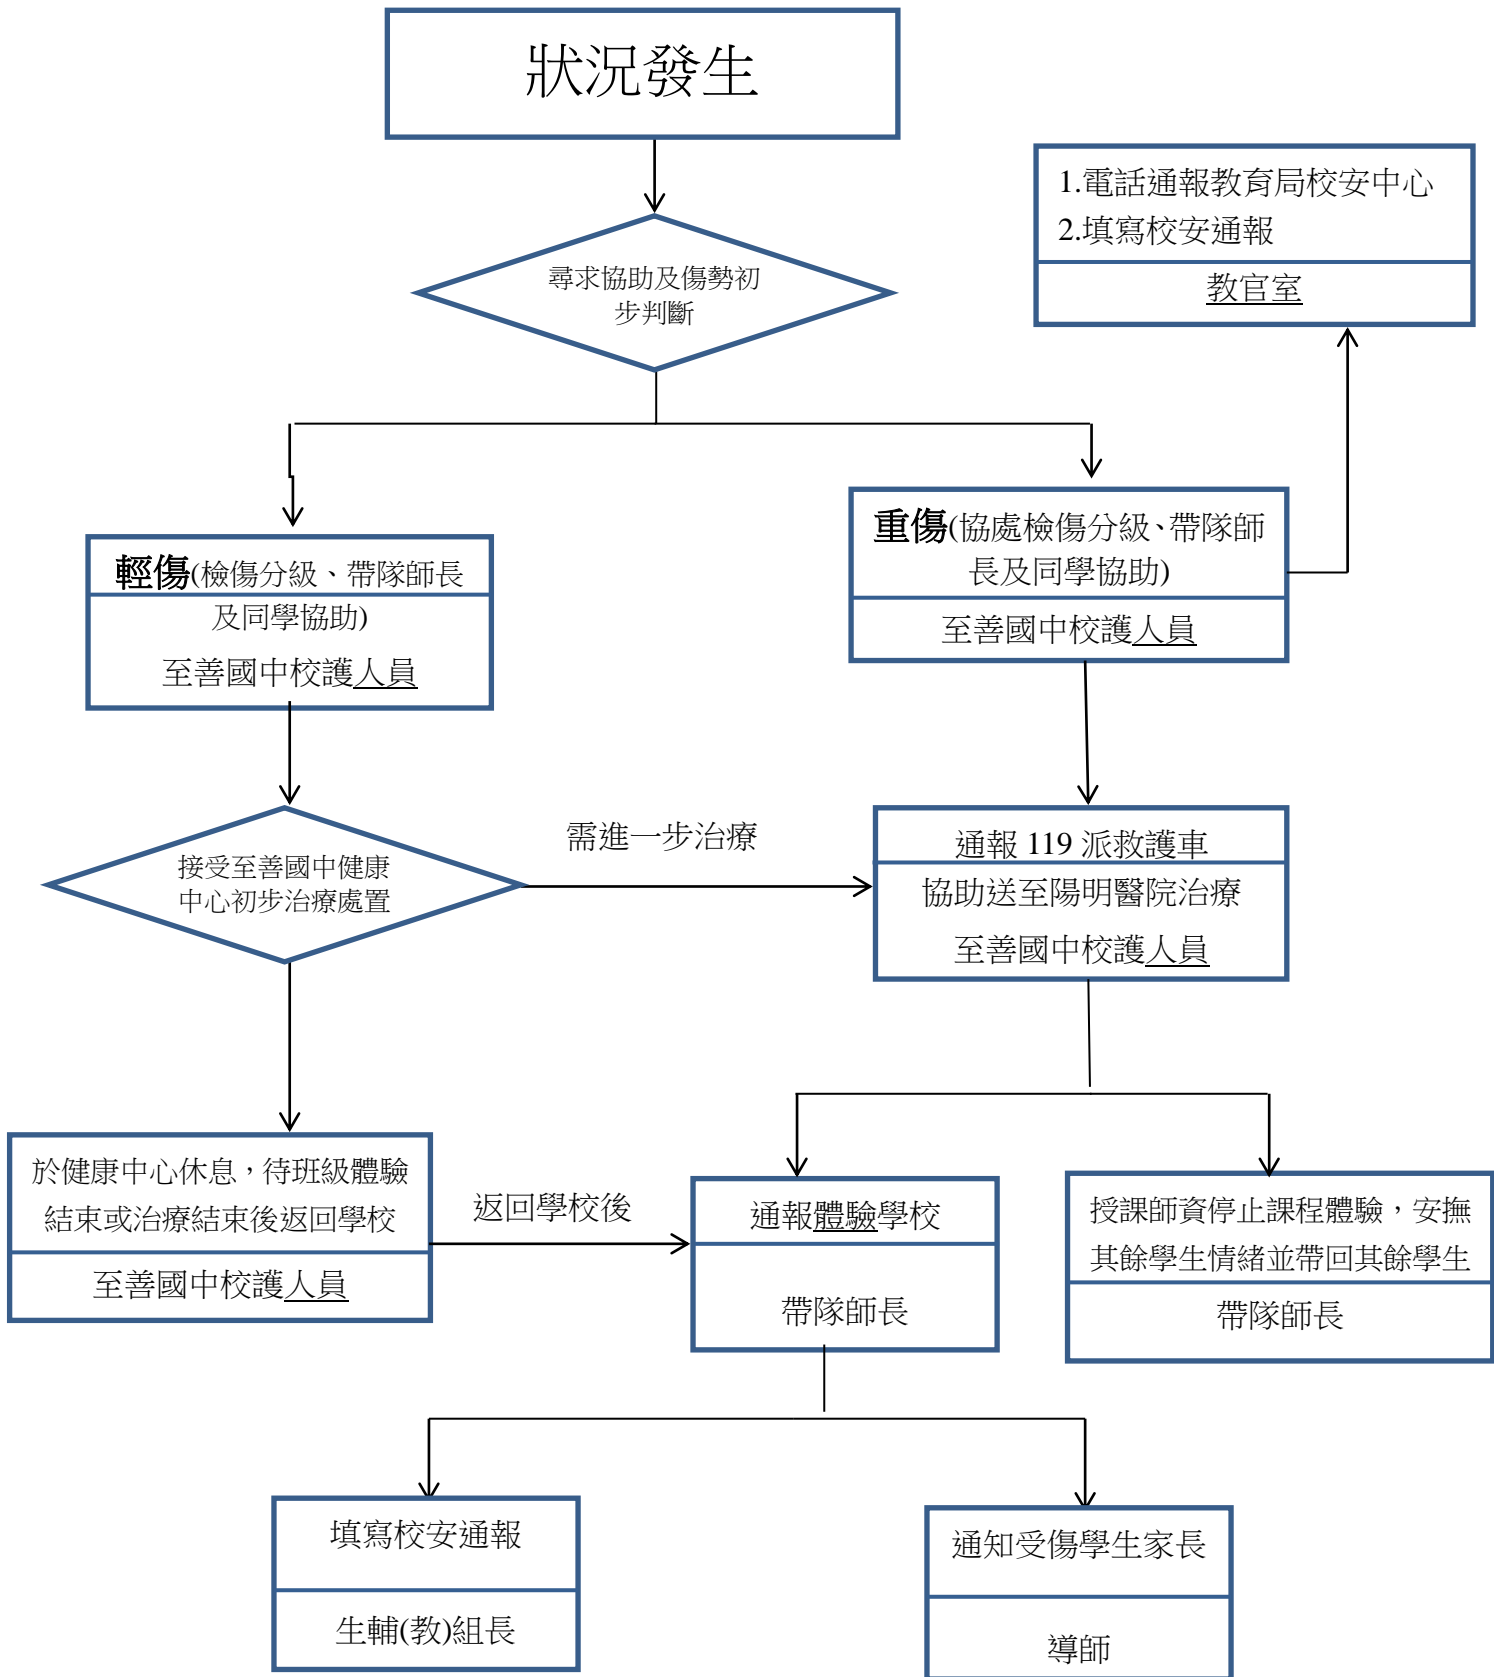 狀況發生
1.電話通報教育局校安中心
2.填寫校安通報
教官室
尋求協助及傷勢初
步判斷
重傷(協處檢傷分級、帶隊師
長及同學協助)
至善國中校護人員
輕傷(檢傷分級、帶隊師長
及同學協助)
至善國中校護人員
需進一步治療
通報 119 派救護車
協助送至陽明醫院治療
至善國中校護人員
接受至善國中健康
中心初步治療處置
於健康中心休息，待班級體驗
結束或治療結束後返回學校
至善國中校護人員
返回學校後
通報體驗學校
帶隊師長
授課師資停止課程體驗，安撫
其餘學生情緒並帶回其餘學生
帶隊師長
填寫校安通報
生輔(教)組長
通知受傷學生家長
導師